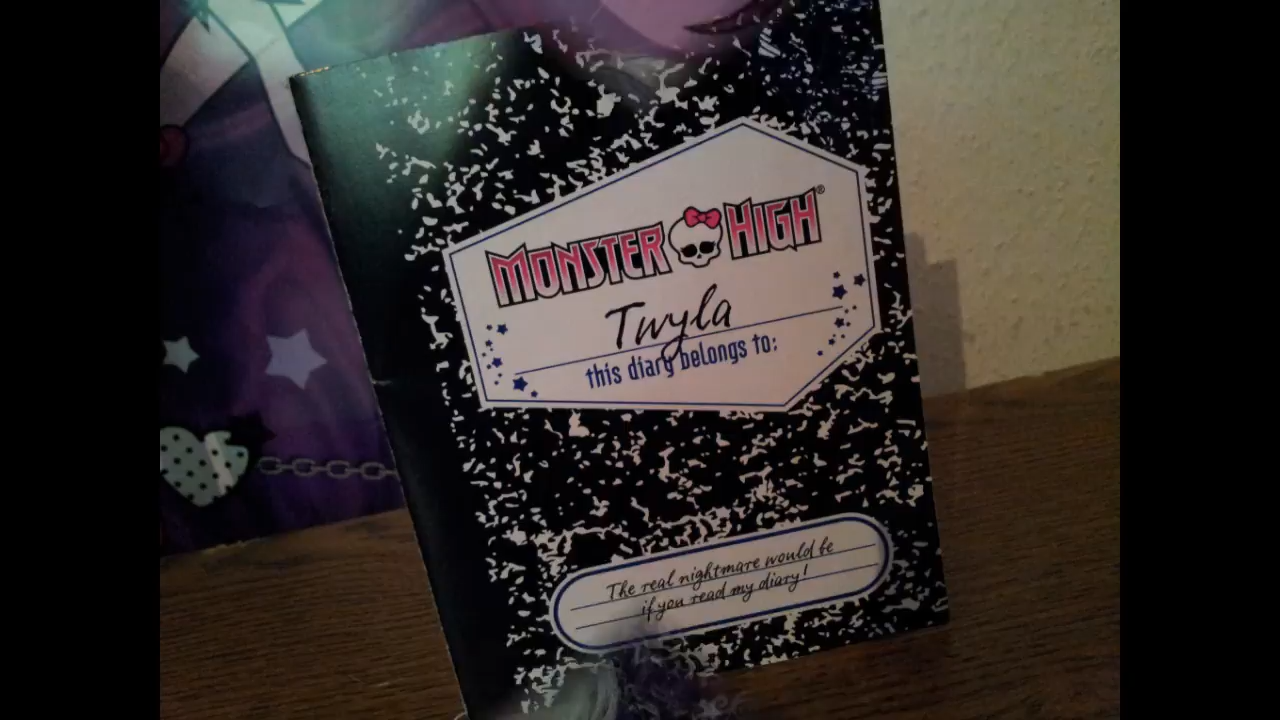 MONSTER HIGH®
Twyla
this diary belongs to:
The real nightmare would be
if you read my diary!